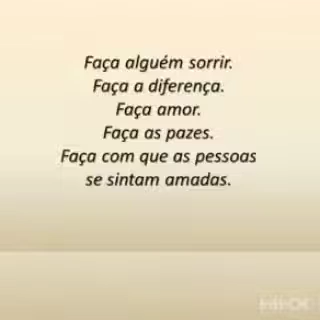 Faça alguém sorrir.
Faça a diferença.
Faça amor.
Faça as pazes.
Faça com que as pessoas
se sintam amadas.